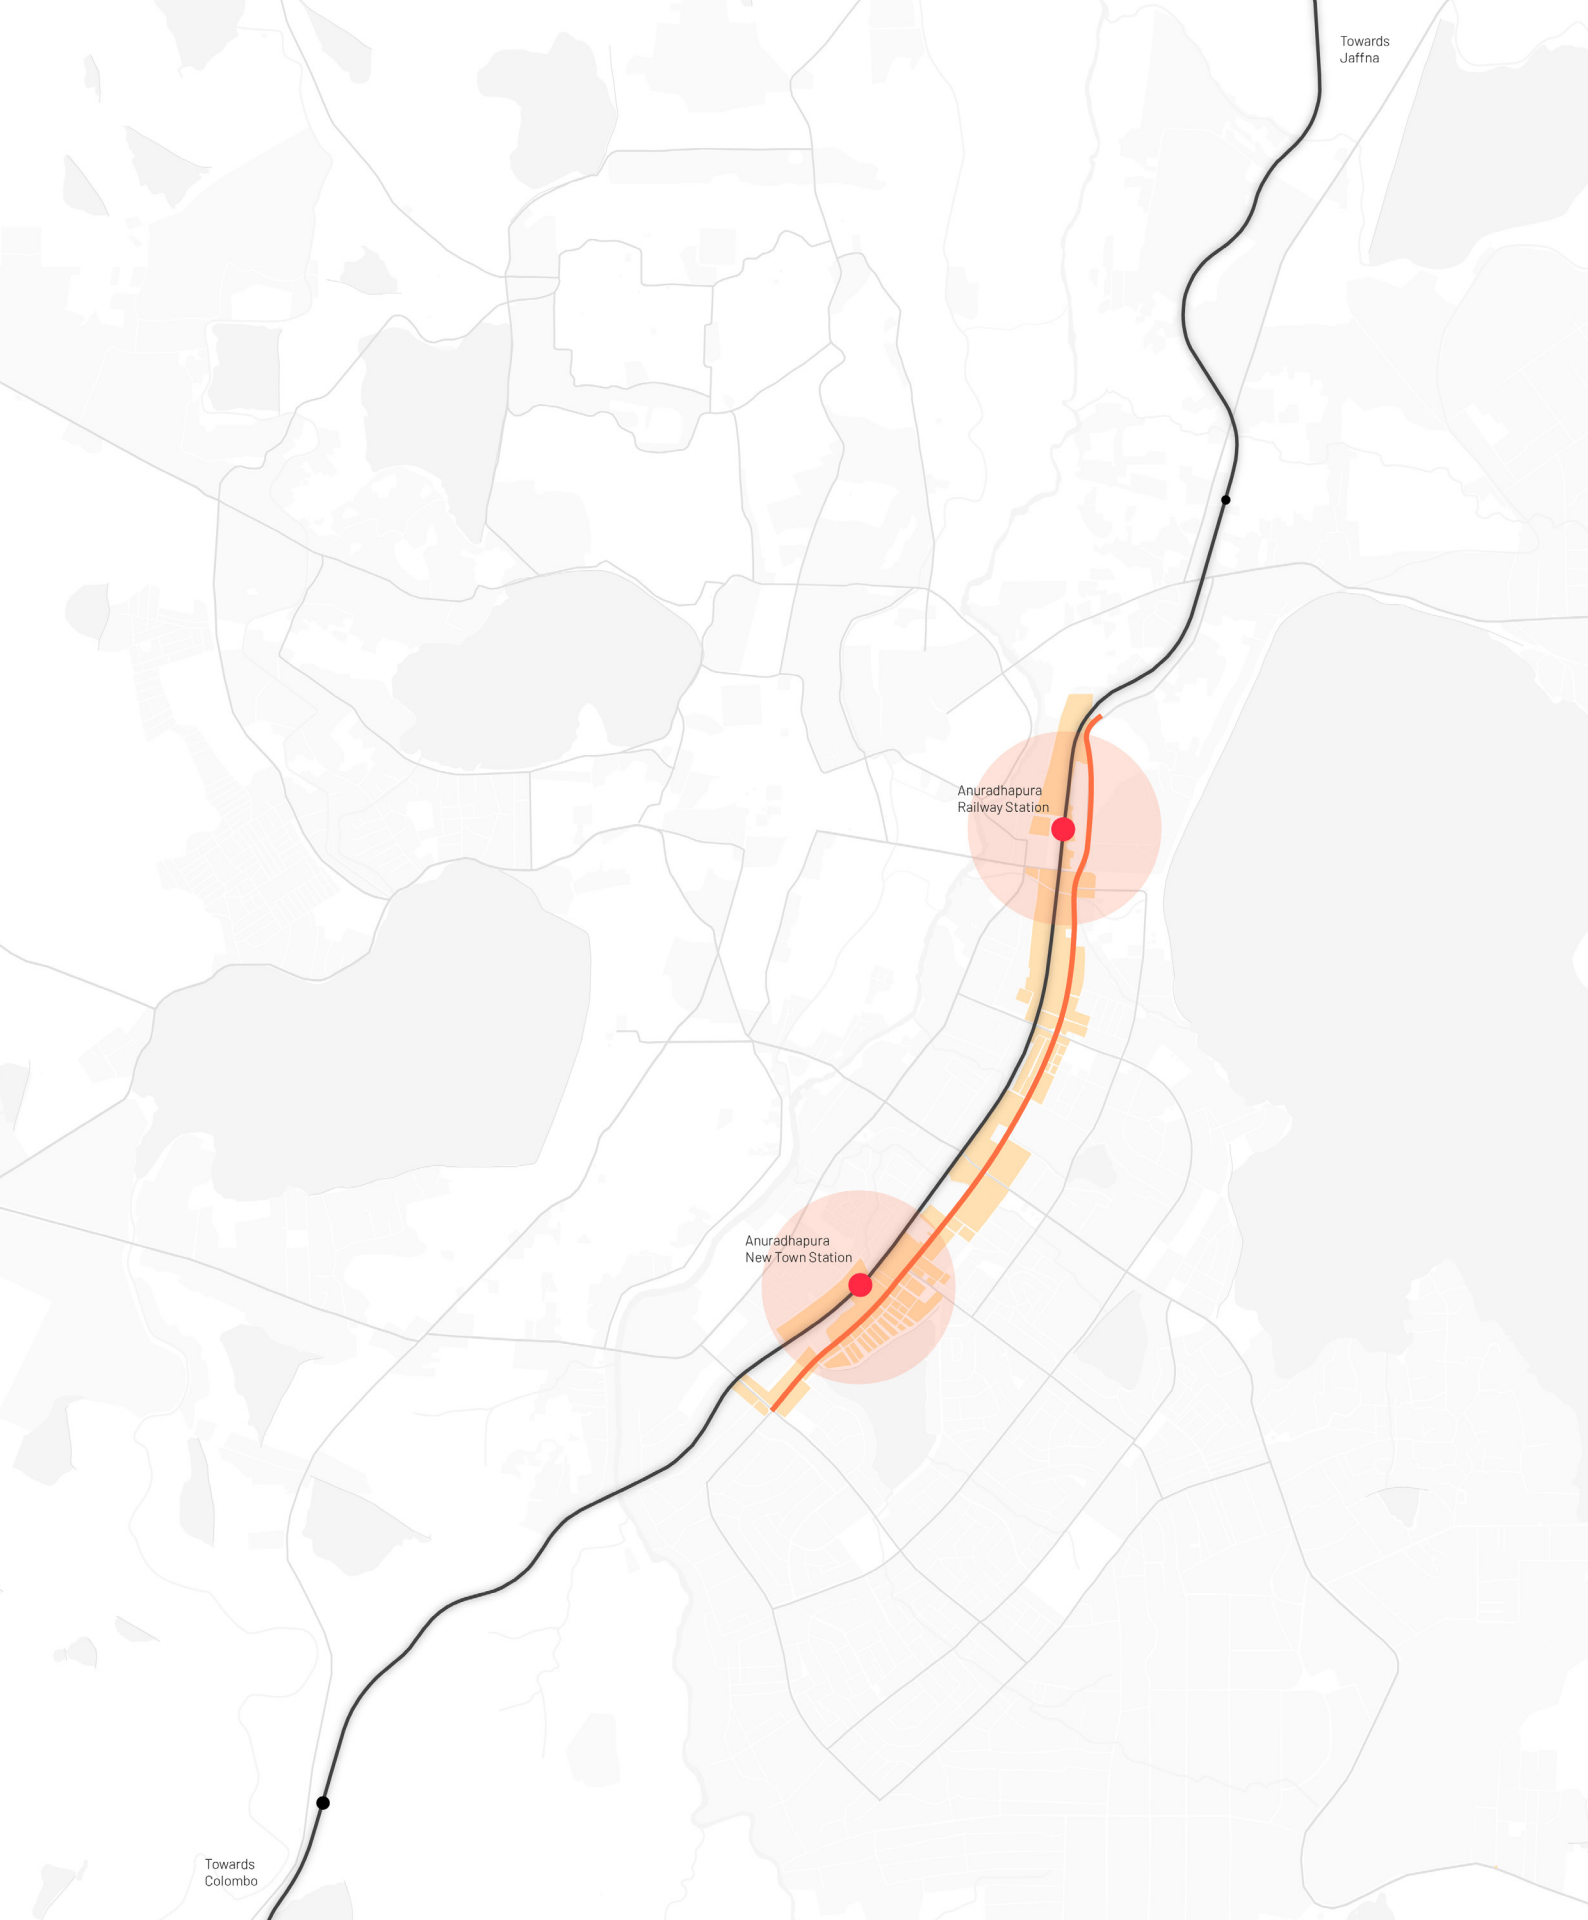 Towards
Jaffna
Anuradhapura
Railway Station
Anuradhapura
New Town Station
Towards
Colombo